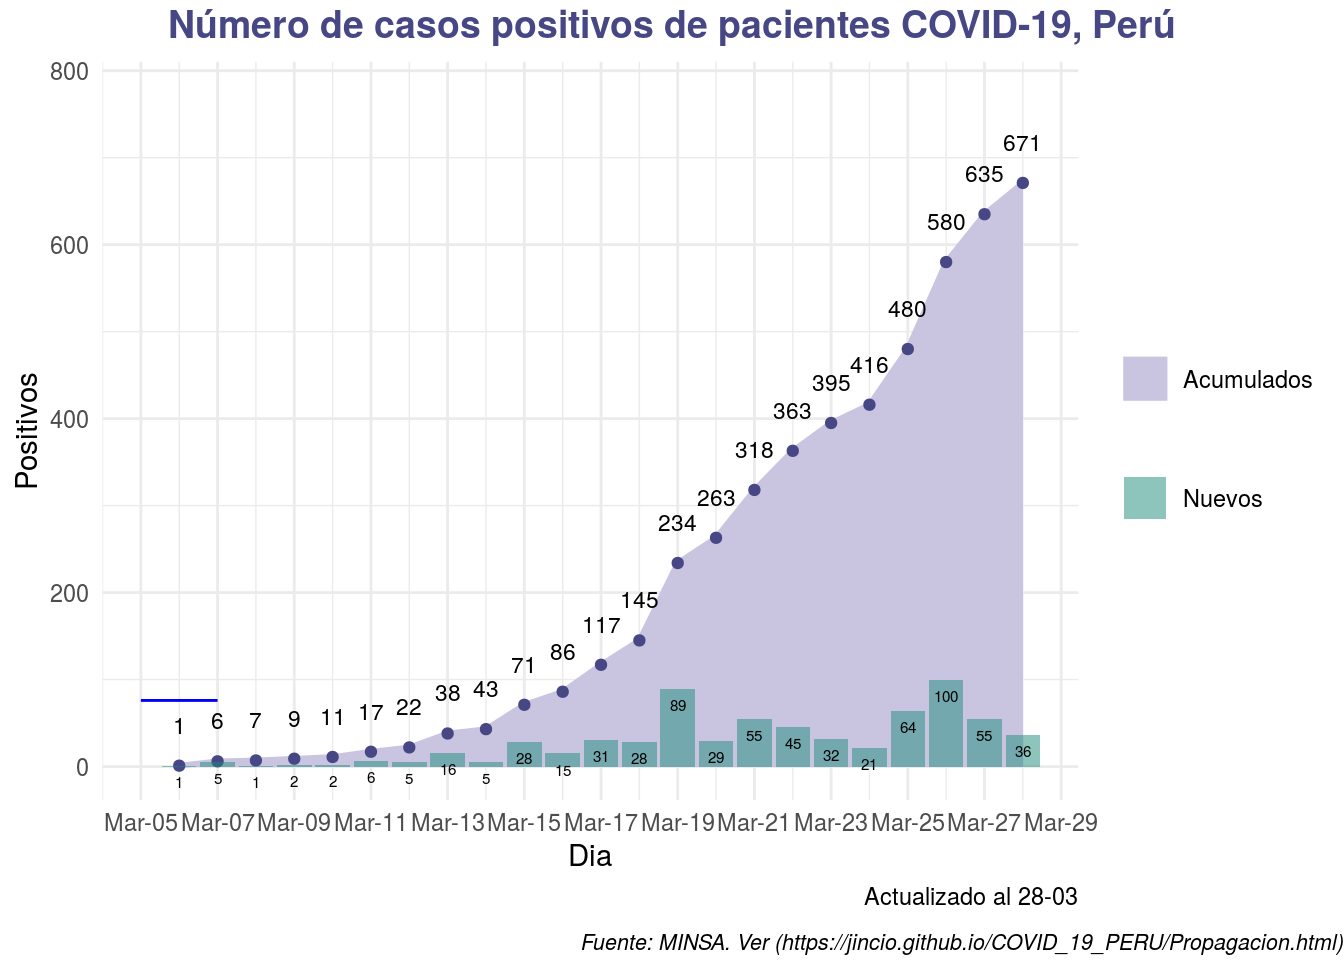 Número de casos positivos de pacientes COVID-19, Perú
800
600
400
200
0
Positivos
1 6 7 9 11 17 22 38 43 71 86 117 145 234 263 318 363 395 416 480 580 635 671
1 5 1 2 2 6 5 16 5 28 15 31 28 89 29 55 45 32 21 64 100 55 36
Mar-05 Mar-07 Mar-09 Mar-11 Mar-13 Mar-15 Mar-17 Mar-19 Mar-21 Mar-23 Mar-25 Mar-27 Mar-29
Dia
Acumulados
Nuevos
Actualizado al 28-03
Fuente: MINSA. Ver (https://jincio.github.io/COVID_19_PERU/Propagacion.html)